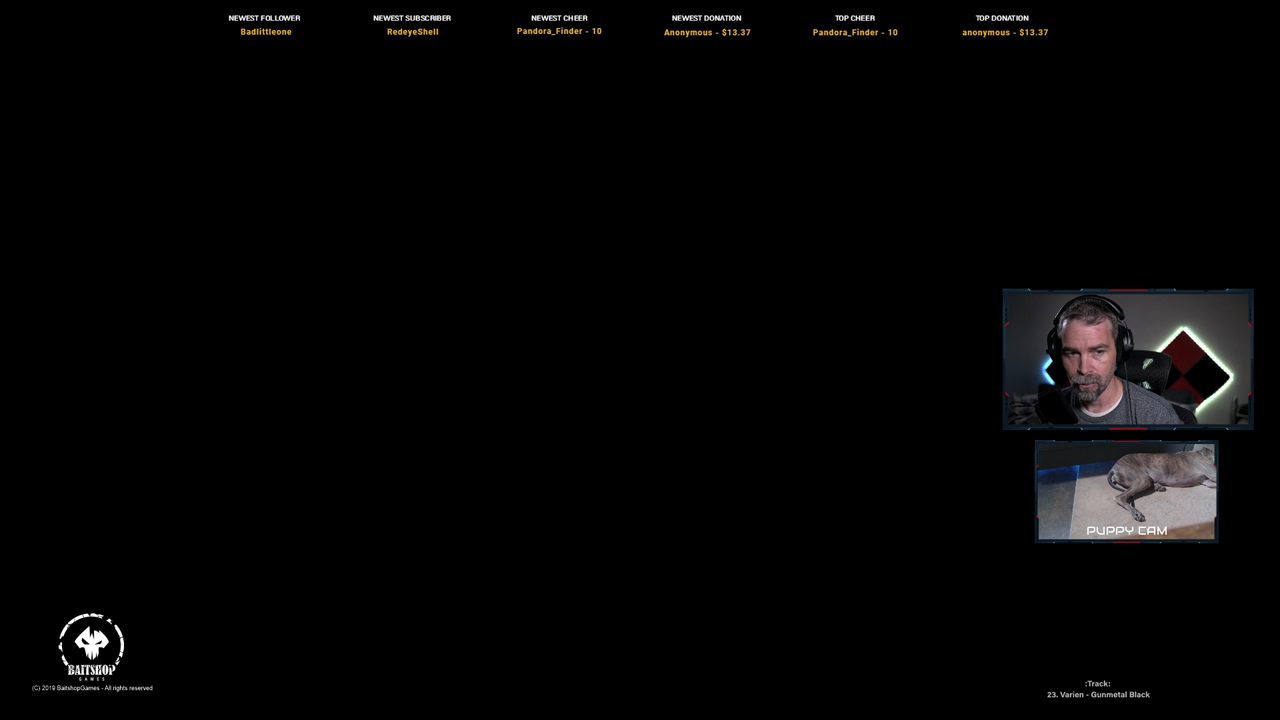 NEWEST FOLLOWER
Badlittleone
NEWEST SUBSCRIBER
RedeyeShell
NEWEST CHEER
Pandora_Finder - 10
NEWEST DONATION
Anonymous - $13.37
TOP CHEER
Pandora_Finder - 10
TOP DONATION
anonymous - $13.37
PUPPY CAM
BAITSHOP
GAMES
(C) 2019 BaitshopGames - All rights reserved
:Track:
23. Varien - Gunmetal Black